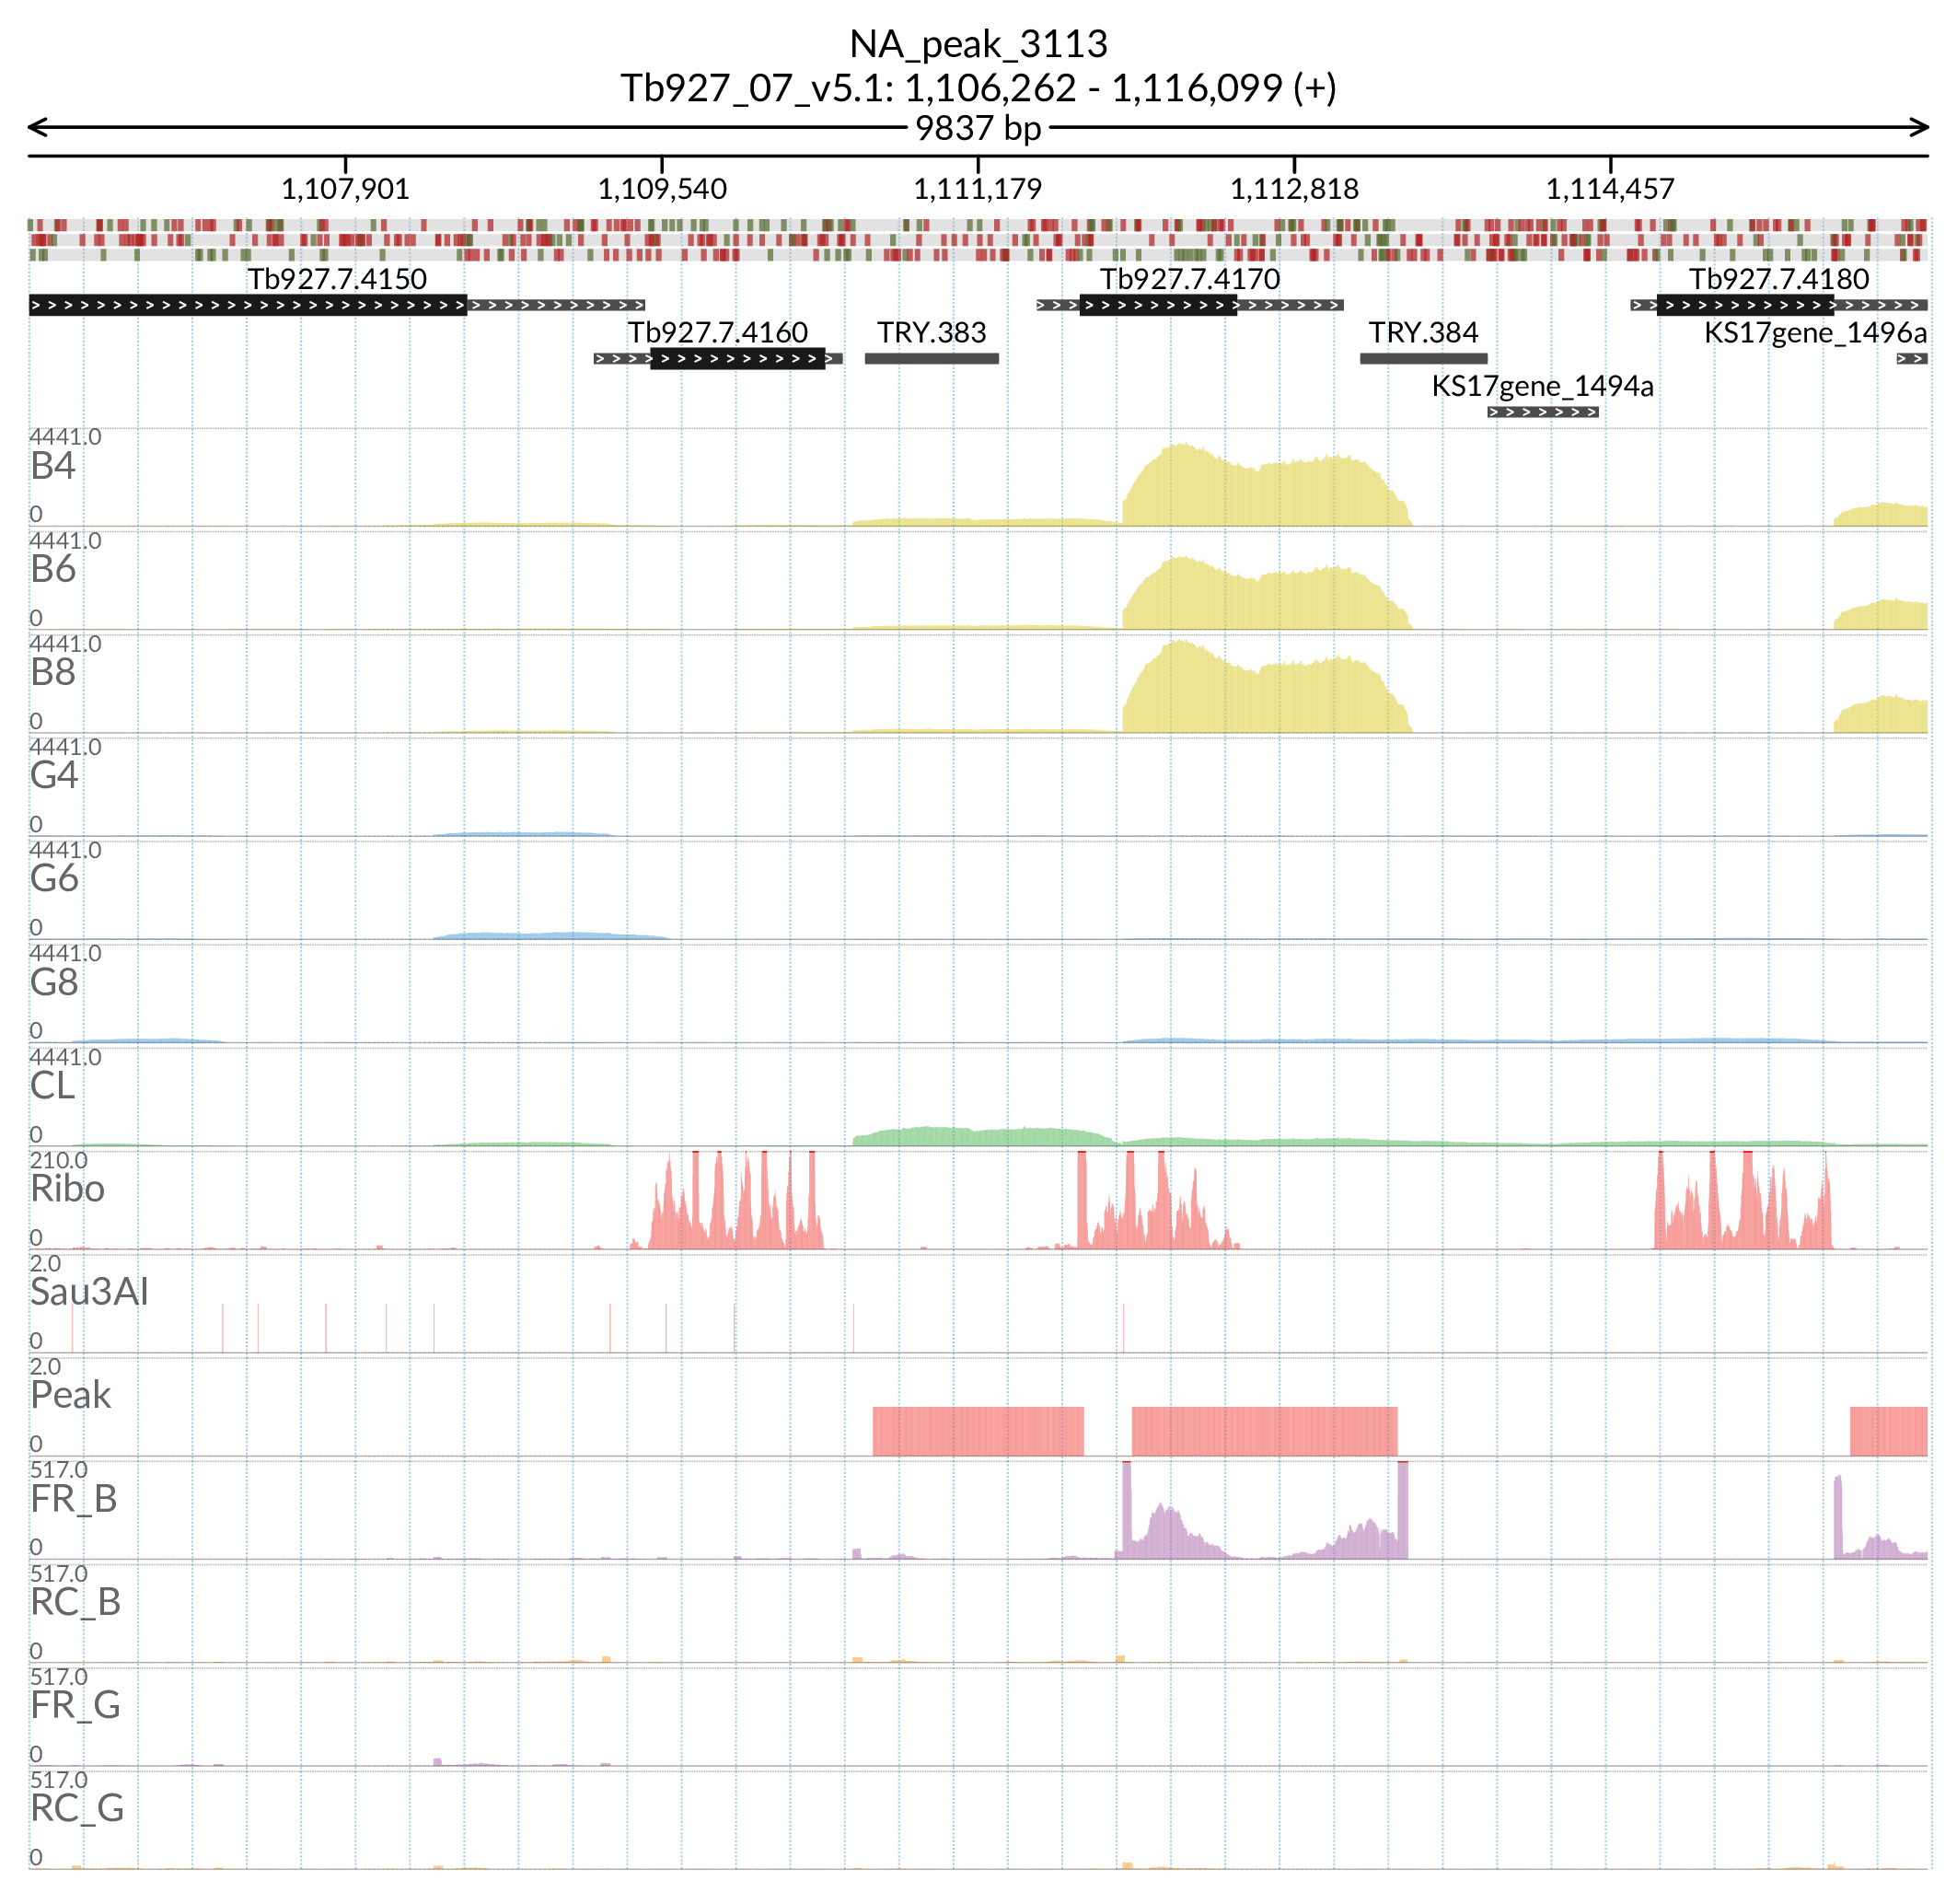 NA_peak_3113
Tb927_07_v5.1: 1,106,262 - 1,116,099 (+)
9837 bp
1,107,901 1,109,540 1,111,179 1,112,818 1,114,457
Tb927.7.4150 Tb927.7.4170 Tb927.7.4180
Tb927.7.4160 TRY.383 TRY.384 KS17gene_1496a
KS17gene_1494a
4441.0
B4
0
4441.0
B6
0
4441.0
B8
0
4441.0
G4
0
4441.0
G6
0
4441.0
G8
0
4441.0
CL
0
210.0
Ribo
0
2.0
Sau3AI
0
2.0
Peak
0
517.0
FR_B
0
517.0
RC_B
0
517.0
FR_G
0
517.0
RC_G
0